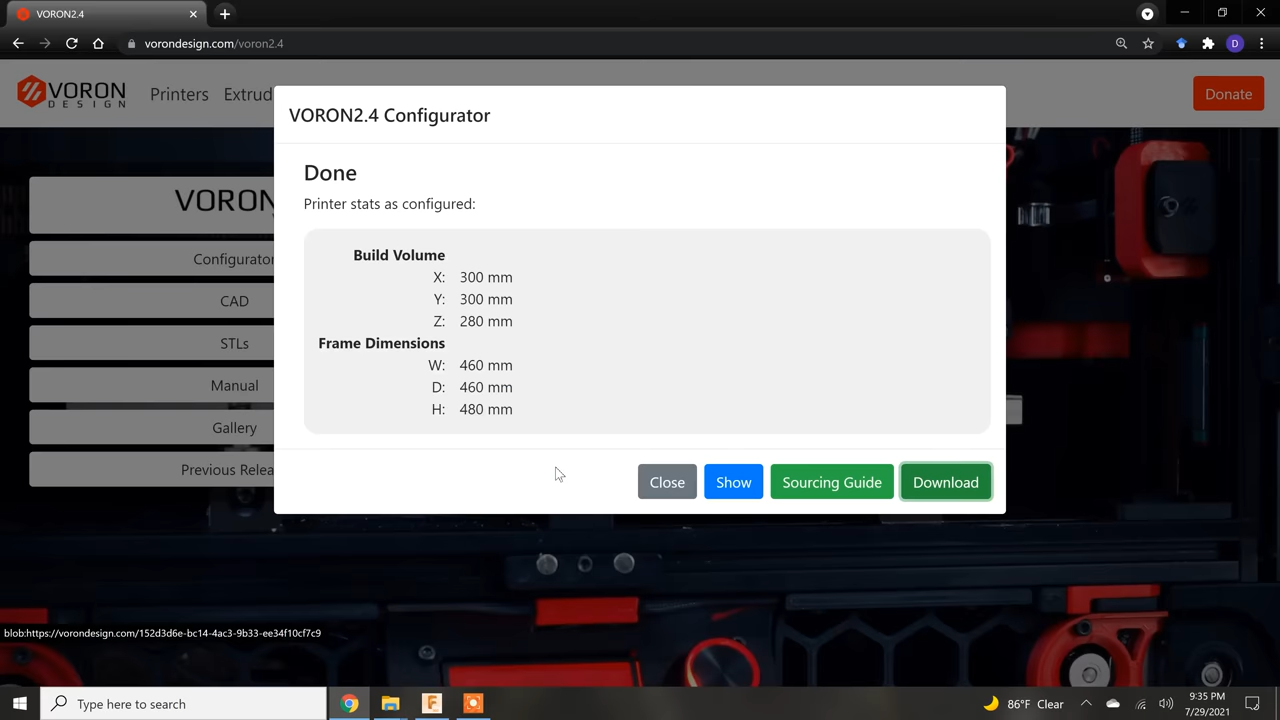 VORON2.4
vorondesign.com/voron2.4
D
VORON
DESIGN
Printers
Extrud
Donate
VORON2.4 Configurator
Done
Printer stats as configured:
Build Volume
X: 300 mm
Y: 300 mm
Z: 280 mm
Frame Dimensions
W: 460 mm
D: 460 mm
H: 480 mm
Close
Show
Sourcing Guide
Download
VORON
Configurator
CAD
STLs
Manual
Gallery
Previous Relea
blob:https://vorondesign.com/152d3d6e-bc14-4ac3-9b33-ee34f10cf7c9
Type here to search
86°F Clear
9:35 PM
7/29/2021